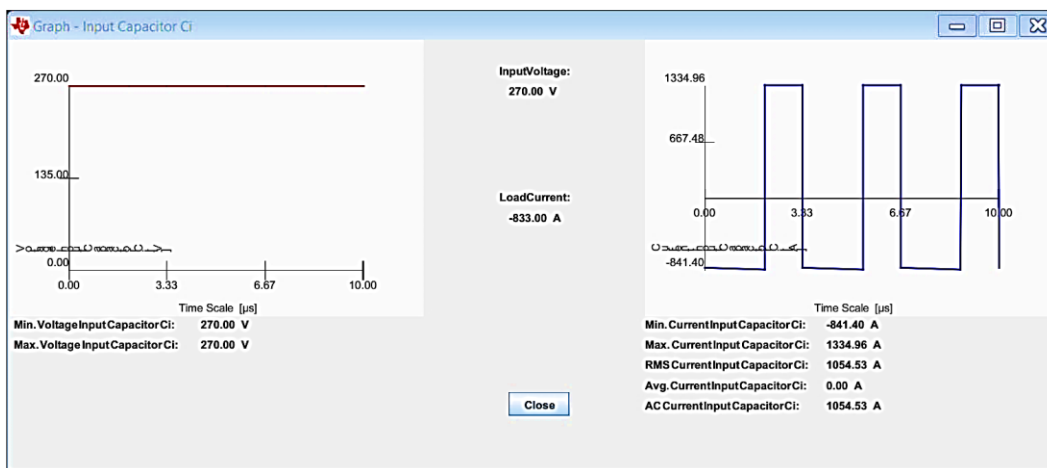 Graph - Input Capacitor Ci
270.00
135.00
0.00
0.00 3.33 6.67 10.00
Time Scale [µs]
Min. Voltage Input Capacitor Ci: 270.00 V
Max. Voltage Input Capacitor Ci: 270.00 V
InputVoltage:
270.00 V
LoadCurrent:
-833.00 A
Close
1334.96
667.48
0.00 3.33 6.67 10.00
-841.40
Time Scale [µs]
Min. Current Input Capacitor Ci: -841.40 A
Max. Current Input Capacitor Ci: 1334.96 A
RMS Current Input Capacitor Ci: 1054.53 A
Avg. Current Input Capacitor Ci: 0.00 A
AC Current Input Capacitor Ci: 1054.53 A